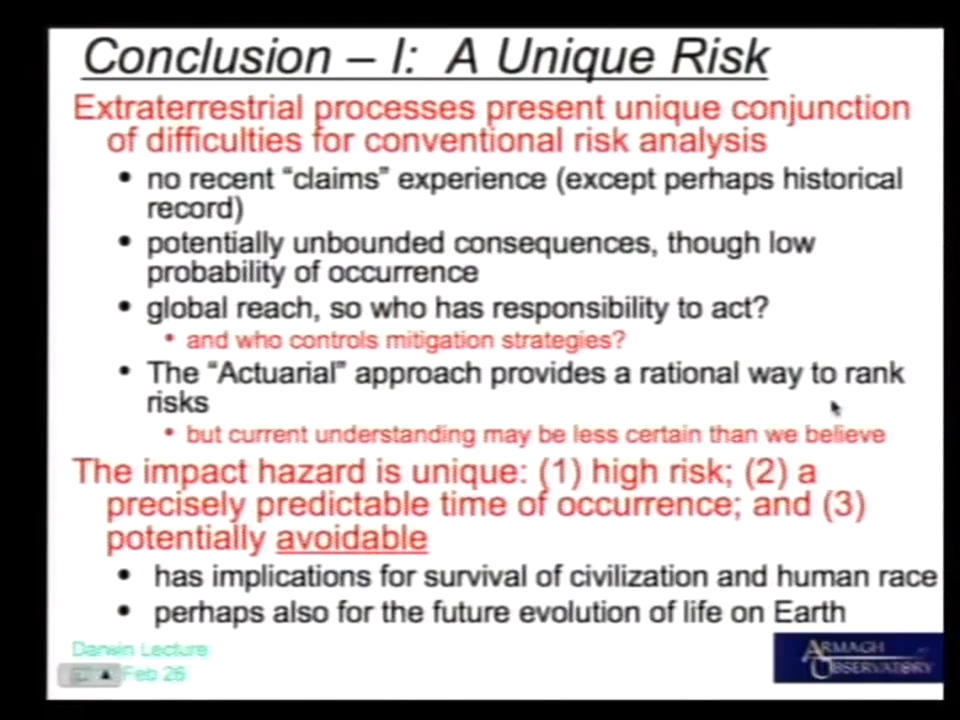 Conclusion – I: A Unique Risk
Extraterrestrial processes present unique conjunction
of difficulties for conventional risk analysis
• no recent “claims” experience (except perhaps historical
record)
• potentially unbounded consequences, though low
probability of occurrence
• global reach, so who has responsibility to act?
• and who controls mitigation strategies?
• The “Actuarial” approach provides a rational way to rank
risks
• but current understanding may be less certain than we believe
The impact hazard is unique: (1) high risk; (2) a
precisely predictable time of occurrence; and (3)
potentially avoidable
• has implications for survival of civilization and human race
• perhaps also for the future evolution of life on Earth
Darwin Lecture
Feb 26
ARMAGH
OBSERVATORY